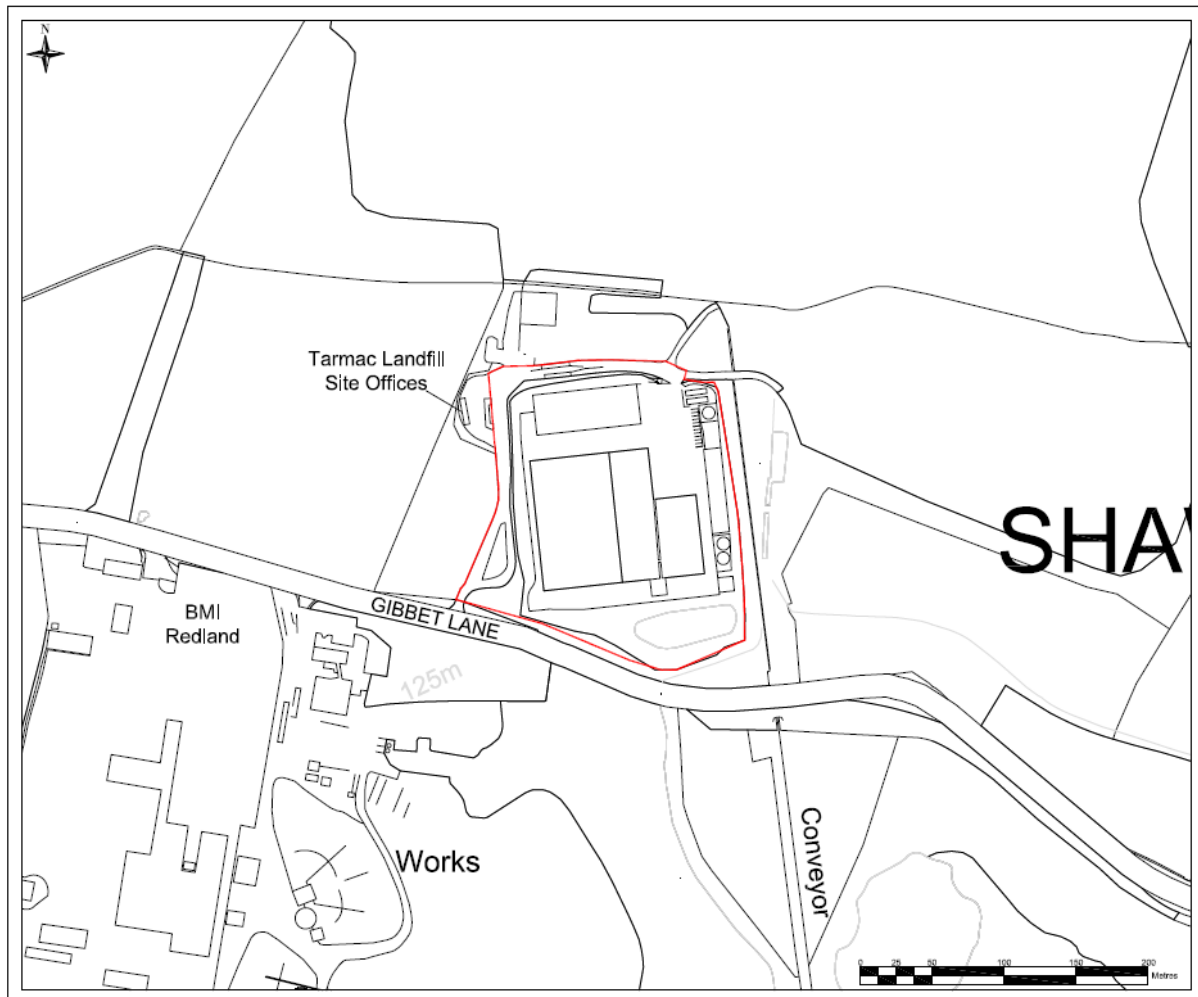 N
Tarmac Landfill
Site Offices
SHA
BMI
Redland
GIBBET LANE
125m
Works
Conveyor
0 25 50 100 150 200
Metres